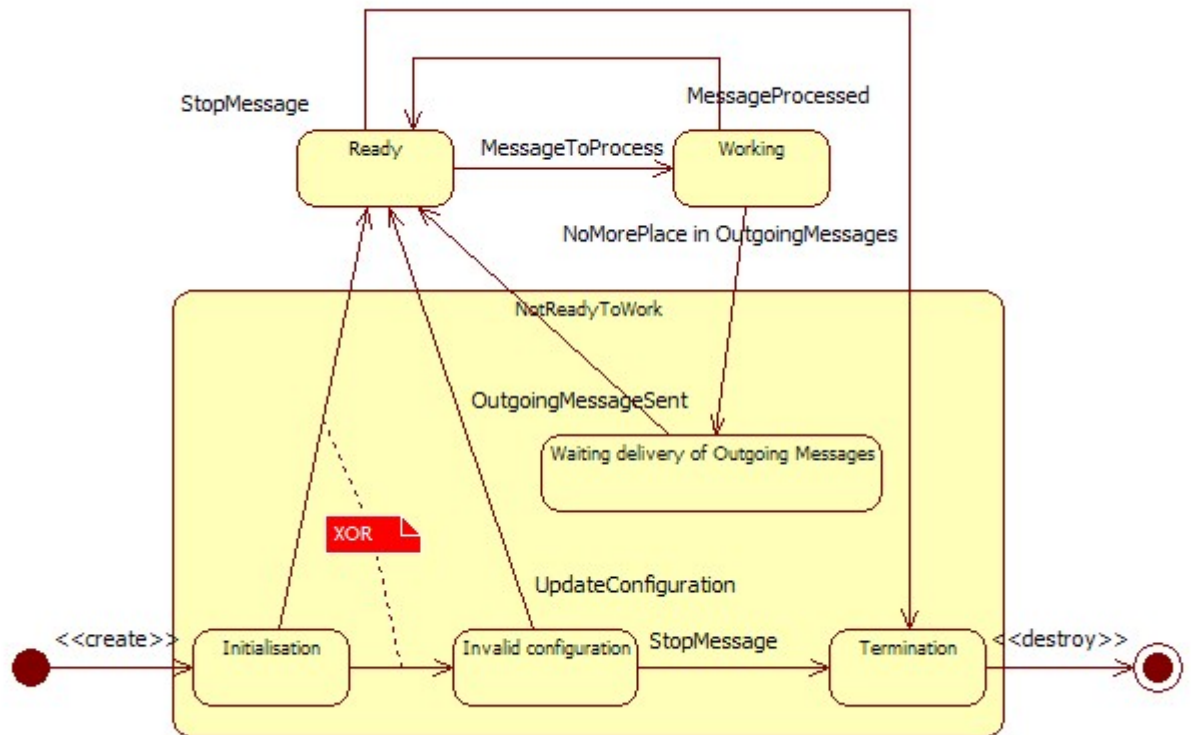 MessageProcessed
StopMessage
Ready
MessageToProcess
Working
NoMorePlace in OutgoingMessages
NotReadyToWork
OutgoingMessageSent
Waiting delivery of Outgoing Messages
XOR
UpdateConfiguration
<<create>>
Initialisation
Invalid configuration
StopMessage
Termination
<<destroy>>